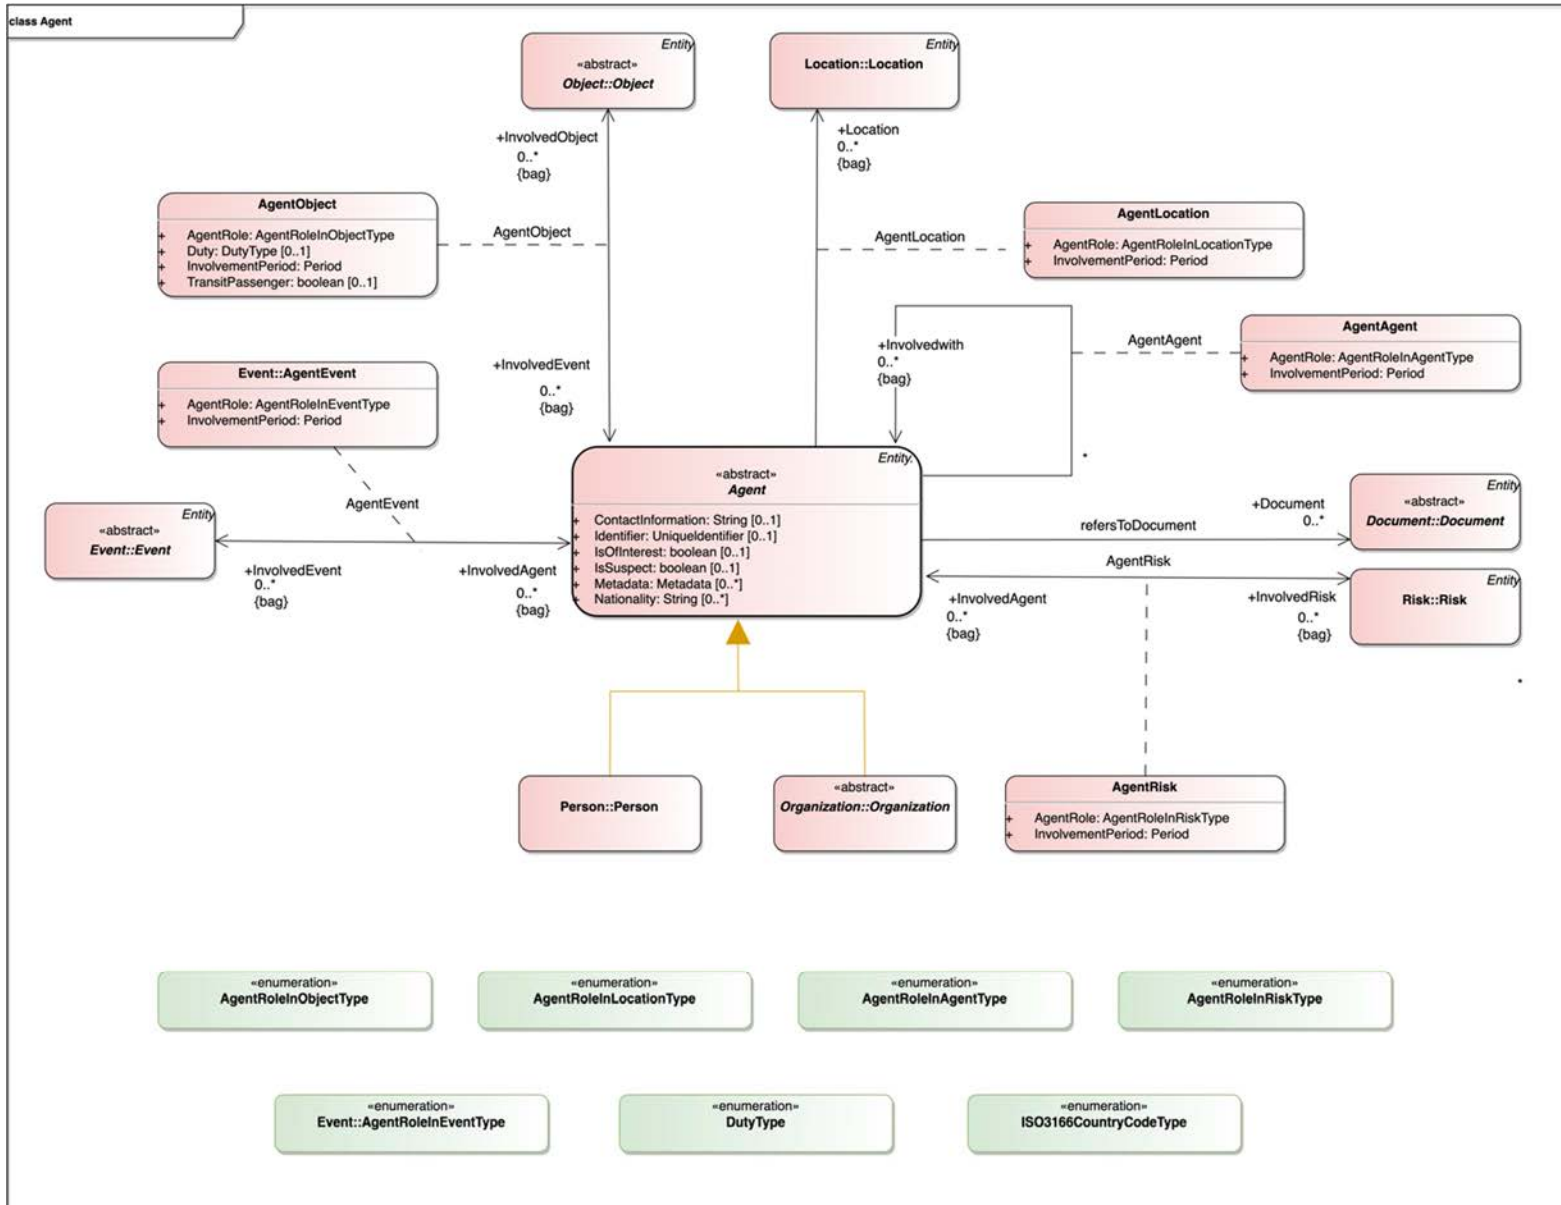 class Agent
Entity
«abstract»
Object::Object
Entity
Location::Location
+InvolvedObject
0..*
{bag}
+Location
0..*
{bag}
AgentObject
+ AgentRole: AgentRoleInObjectType
+ Duty: DutyType [0..1]
+ InvolvementPeriod: Period
+ TransitPassenger: boolean [0..1]
AgentObject
AgentLocation
AgentLocation
+ AgentRole: AgentRoleInLocationType
+ InvolvementPeriod: Period
+Involvedwith
0..*
{bag}
AgentAgent
AgentAgent
+ AgentRole: AgentRoleInAgentType
+ InvolvementPeriod: Period
+InvolvedEvent
0..*
{bag}
Event::AgentEvent
+ AgentRole: AgentRoleInEventType
+ InvolvementPeriod: Period
AgentEvent
Entity
«abstract»
Event::Event
+InvolvedEvent
0..*
{bag}
+InvolvedAgent
0..*
{bag}
Entity.
«abstract»
Agent
+ ContactInformation: String [0..1]
+ Identifier: UniqueIdentifier [0..1]
+ IsOfInterest: boolean [0..1]
+ IsSuspect: boolean [0..1]
+ Metadata: Metadata [0..*]
+ Nationality: String [0..*]
*
refersToDocument
+Document
0..*
Entity
«abstract»
Document::Document
AgentRisk
+InvolvedAgent
0..*
{bag}
+InvolvedRisk
0..*
{bag}
Entity
Risk::Risk
*
Person::Person
«abstract»
Organization::Organization
AgentRisk
+ AgentRole: AgentRoleInRiskType
+ InvolvementPeriod: Period
«enumeration»
AgentRoleInObjectType
«enumeration»
AgentRoleInLocationType
«enumeration»
AgentRoleInAgentType
«enumeration»
AgentRoleInRiskType
«enumeration»
Event::AgentRoleInEventType
«enumeration»
DutyType
«enumeration»
ISO3166CountryCodeType